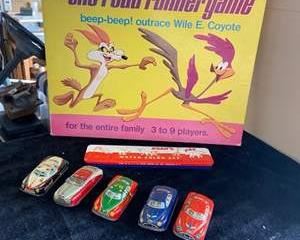 the road runner game
beep-beep! outrace Wile E. Coyote
for the entire family 3 to 9 players.
WATER COLOR SET